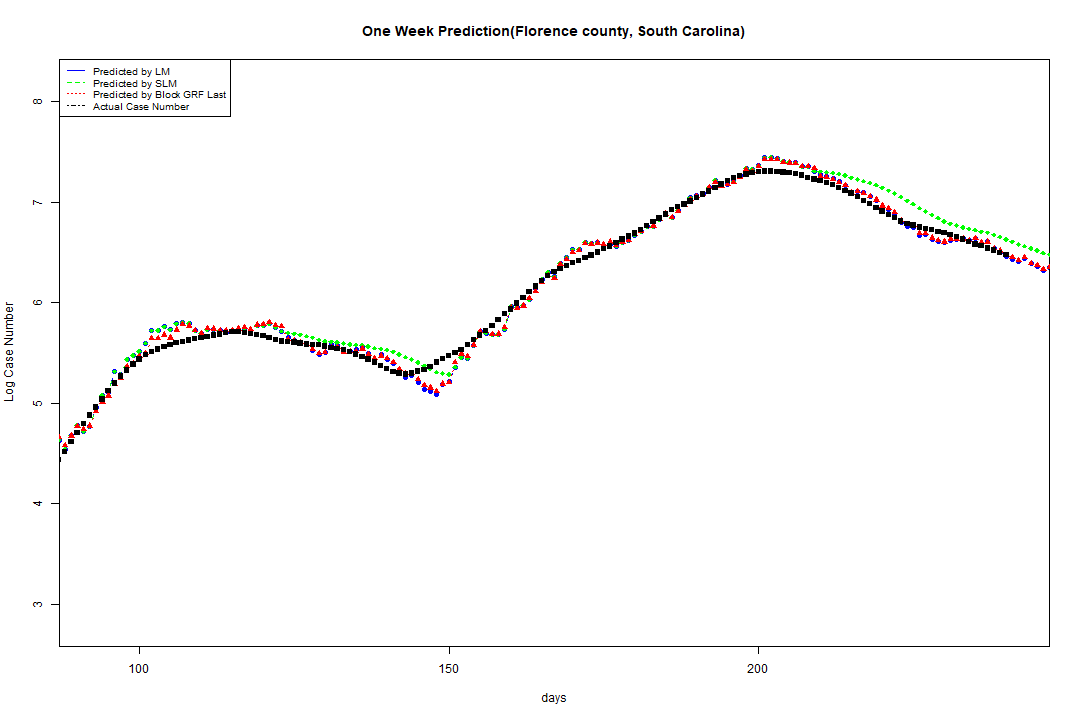 One Week Prediction(Florence county, South Carolina)
Predicted by LM
Predicted by SLM
Predicted by Block GRF Last
Actual Case Number
8
7
6
5
4
3
Log Case Number
100
150
200
days